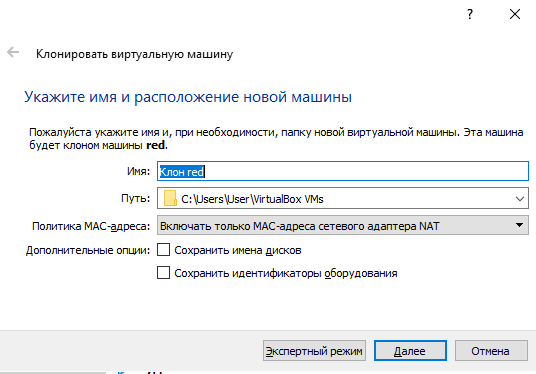 ?
Клонировать виртуальную машину
Укажите имя и расположение новой машины
Пожалуйста укажите имя и, при необходимости, папку новой виртуальной машины. Эта машина
будет клоном машины red.
Имя: Клон red
Путь: C:\Users\User\VirtualBox VMs
Политика MAC-адреса: Включать только MAC-адреса сетевого адаптера NAT
Дополнительные опции: Сохранить имена дисков
Сохранить идентификаторы оборудования
Экспертный режим Далее Отмена